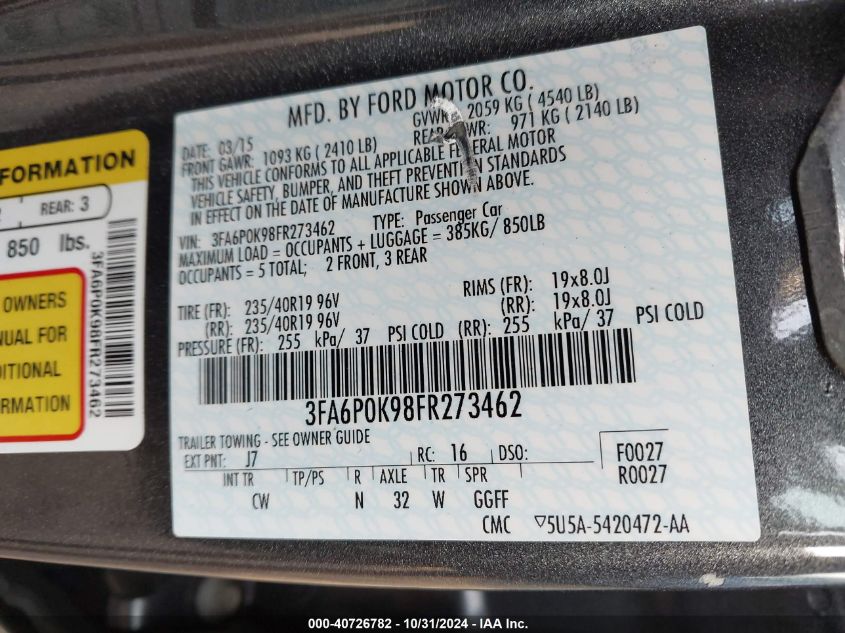 MFD. BY FORD MOTOR CO.
DATE: 03/15
GVWR: 2059 KG ( 4540 LB)
FRONT GAWR: 1093 KG ( 2410 LB)
REAR GAWR: 971 KG ( 2140 LB)
THIS VEHICLE CONFORMS TO ALL APPLICABLE FEDERAL MOTOR
VEHICLE SAFETY, BUMPER, AND THEFT PREVENTION STANDARDS
IN EFFECT ON THE DATE OF MANUFACTURE SHOWN ABOVE.
VIN: 3FA6P0K98FR273462
TYPE: Passenger Car
MAXIMUM LOAD = OCCUPANTS + LUGGAGE = 385KG/ 850LB
OCCUPANTS = 5 TOTAL; 2 FRONT, 3 REAR
TIRE (FR): 235/40R19 96V
RIMS (FR): 19x8.0J
(RR): 235/40R19 96V
(RR): 19x8.0J
PRESSURE (FR): 255 kPa/ 37 PSI COLD (RR): 255 kPa/ 37 PSI COLD
3FA6P0K98FR273462
TRAILER TOWING - SEE OWNER GUIDE
EXT PNT: J7 RC: 16 DSO:
F0027
R0027
INT TR TP/PS R AXLE TR SPR
CW N 32 W GGFF
CMC ▽5U5A-5420472-AA
FORMATION
REAR: 3
850 lbs.
OWNERS
FOR
3FA6P0K98FR273462
000-40726782 - 10/31/2024 - IAA Inc.